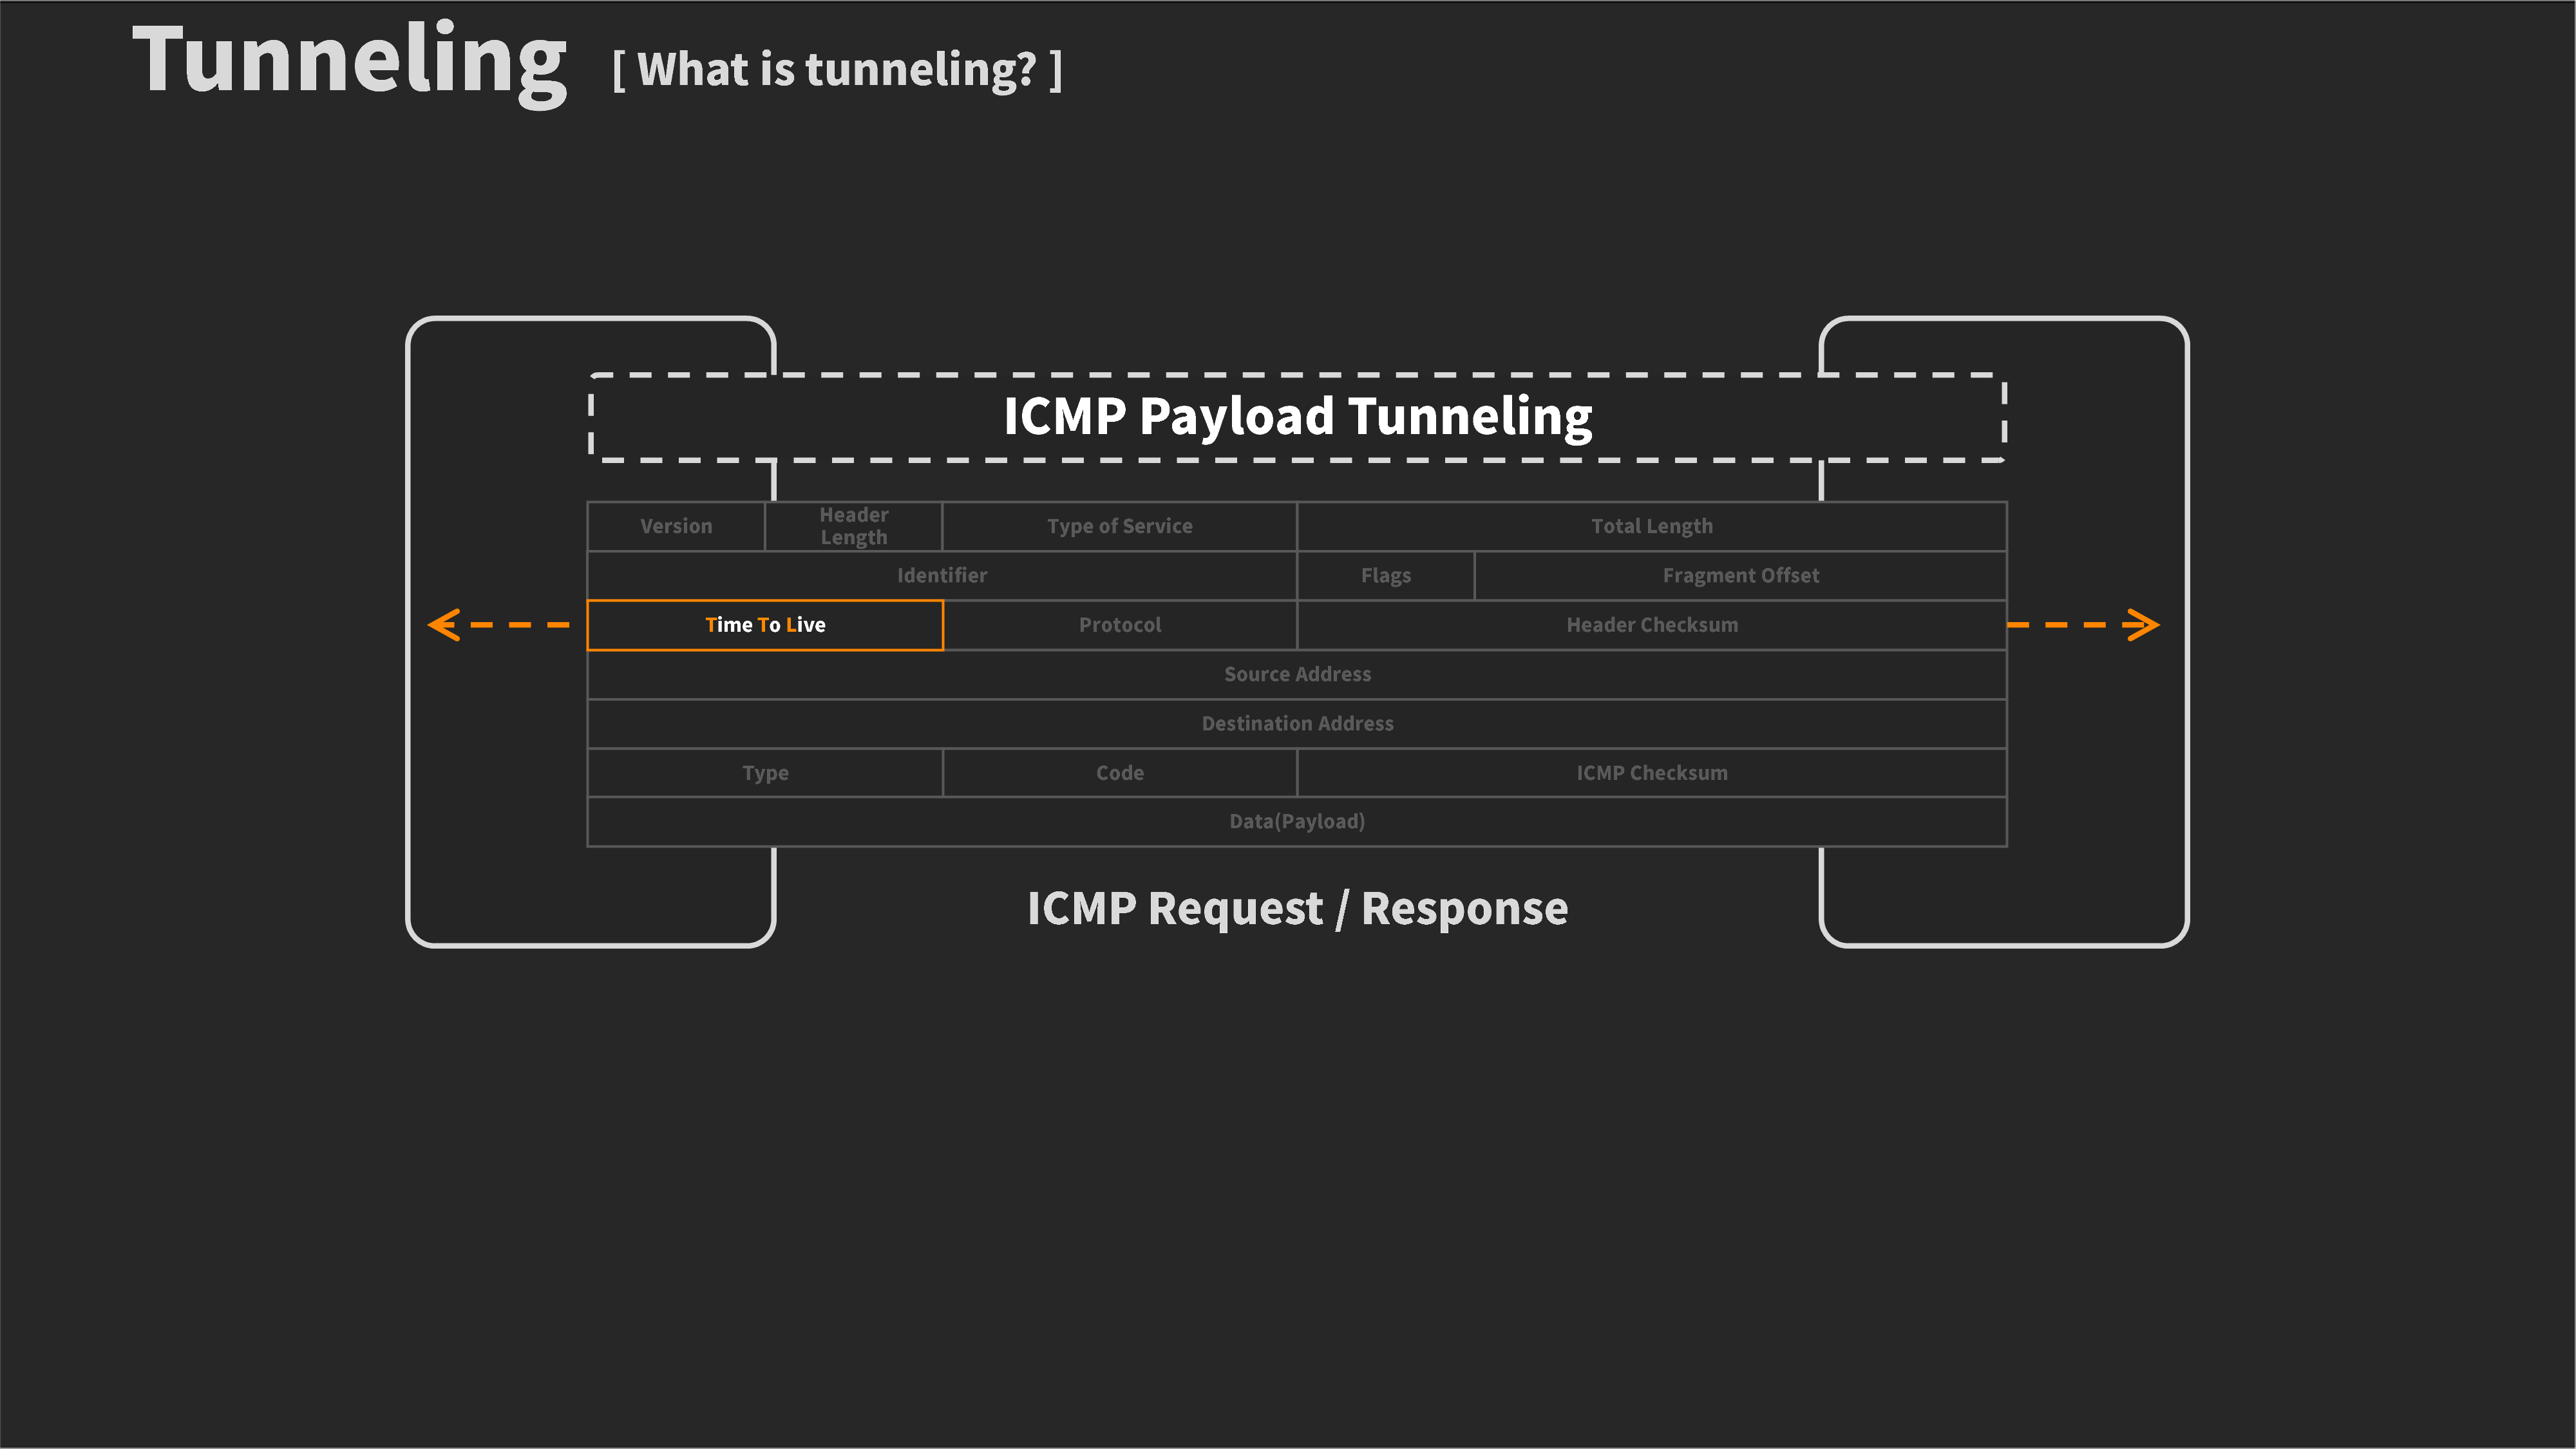 Tunneling [ What is tunneling? ]
ICMP Payload Tunneling
Version Header Length Type of Service Total Length
Identifier Flags Fragment Offset
Time To Live Protocol Header Checksum
Source Address
Destination Address
Type Code ICMP Checksum
Data(Payload)
ICMP Request / Response